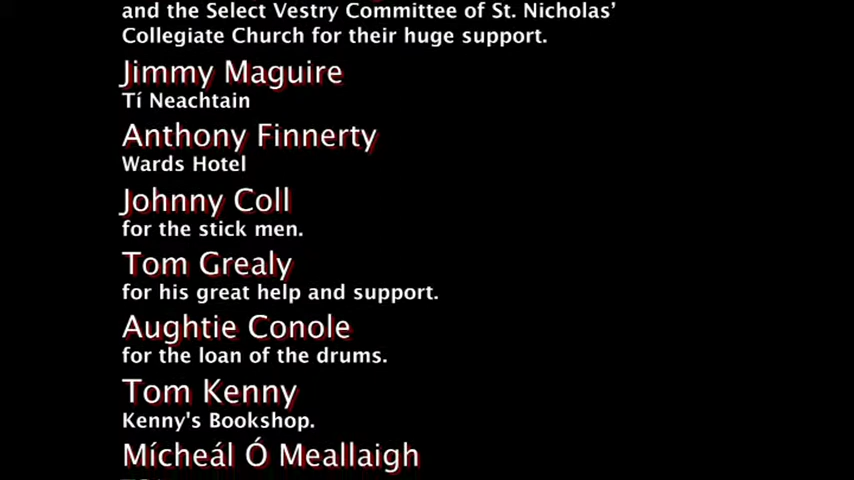 and the Select Vestry Committee of St. Nicholas’
Collegiate Church for their huge support.
Jimmy Maguire
Tí Neachtain
Anthony Finnerty
Wards Hotel
Johnny Coll
for the stick men.
Tom Grealy
for his great help and support.
Aughtie Conole
for the loan of the drums.
Tom Kenny
Kenny's Bookshop.
Mícheál Ó Meallaigh